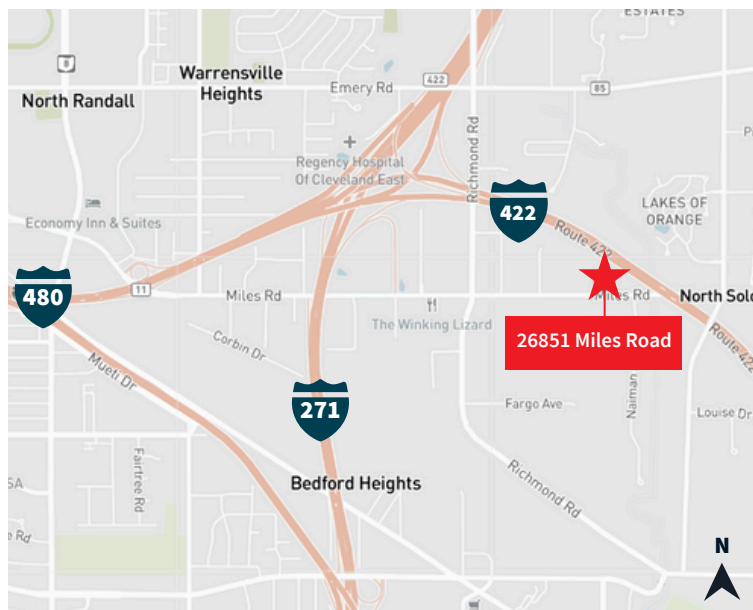 ESTATES
8
Warrensville
Heights
422
Emery Rd
85
North Randall
Richmond Rd
Regency Hospital
Of Cleveland East
LAKES OF
ORANGE
422
Economy Inn & Suites
Route 422
480
11
Miles Rd
Miles Rd
The Winking Lizard
26851 Miles Road
Route 422
Corbin Dr
Mueti Dr
271
Fargo Ave
Naiman
Louise Dr
Bedford Heights
Fairtree Rd
Richmond Rd
N